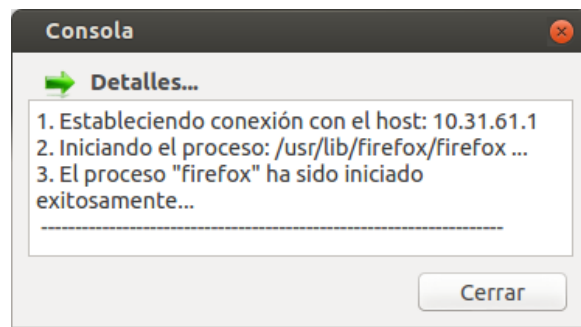 Consola
Detalles...
1. Estableciendo conexión con el host: 10.31.61.1
2. Iniciando el proceso: /usr/lib/firefox/firefox ...
3. El proceso "firefox" ha sido iniciado
exitosamente...
--------------------------------------------------------------------
Cerrar